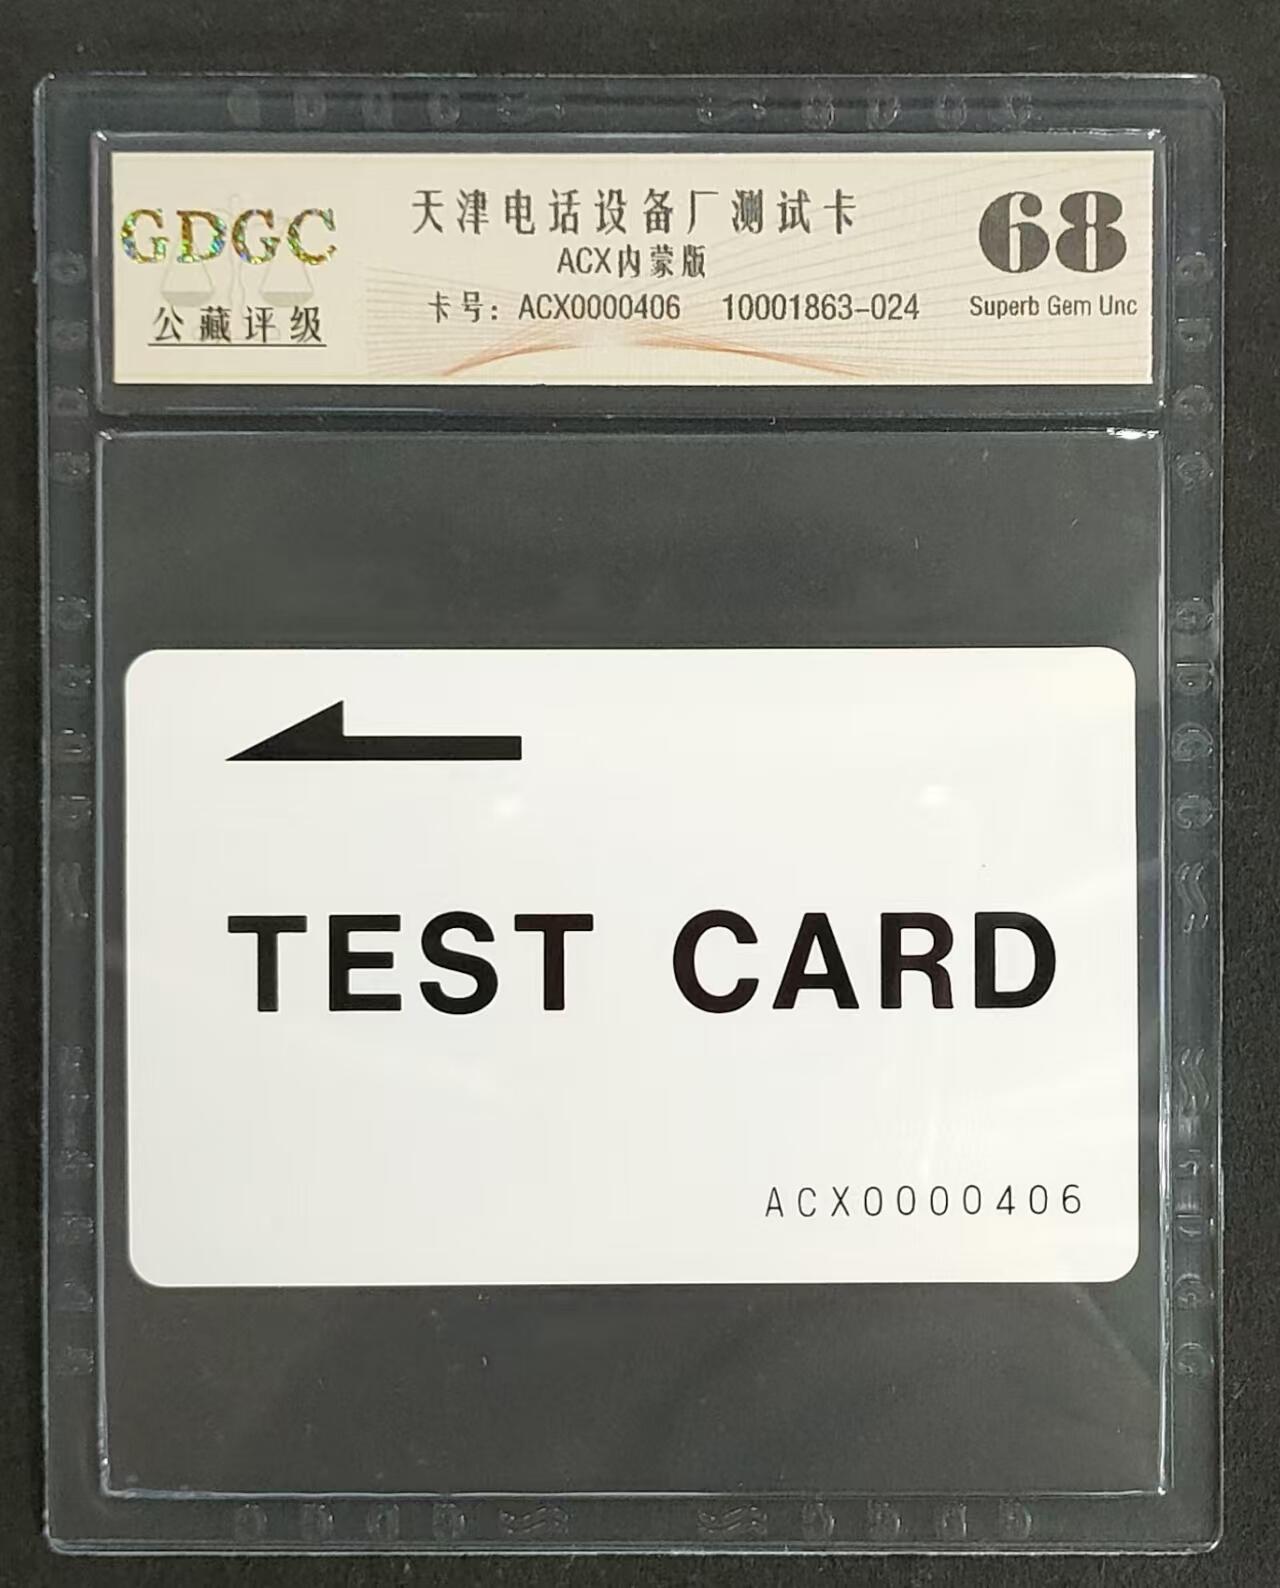 GDGC
公藏评级
天津电话设备厂测试卡
ACX内蒙版
卡号：ACX0000406 10001863-024
68
Superb Gem Unc
TEST CARD
ACX0000406